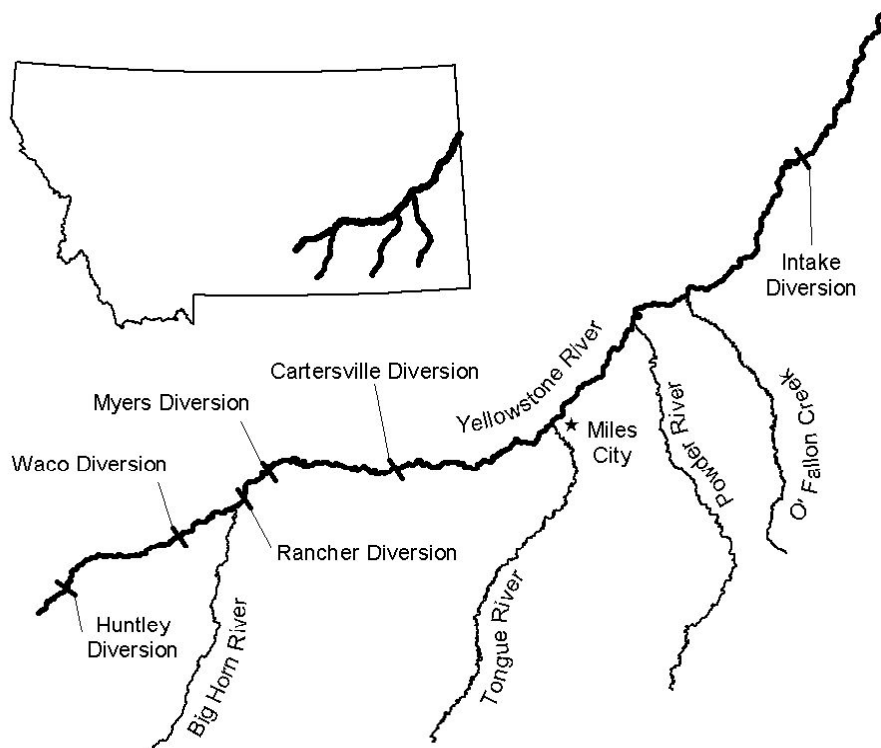 Intake
Diversion
Yellowstone River
Cartersville Diversion
Myers Diversion
Waco Diversion
Miles
City
Powder River
O' Fallon Creek
Rancher Diversion
Huntley
Diversion
Big Horn River
Tongue River